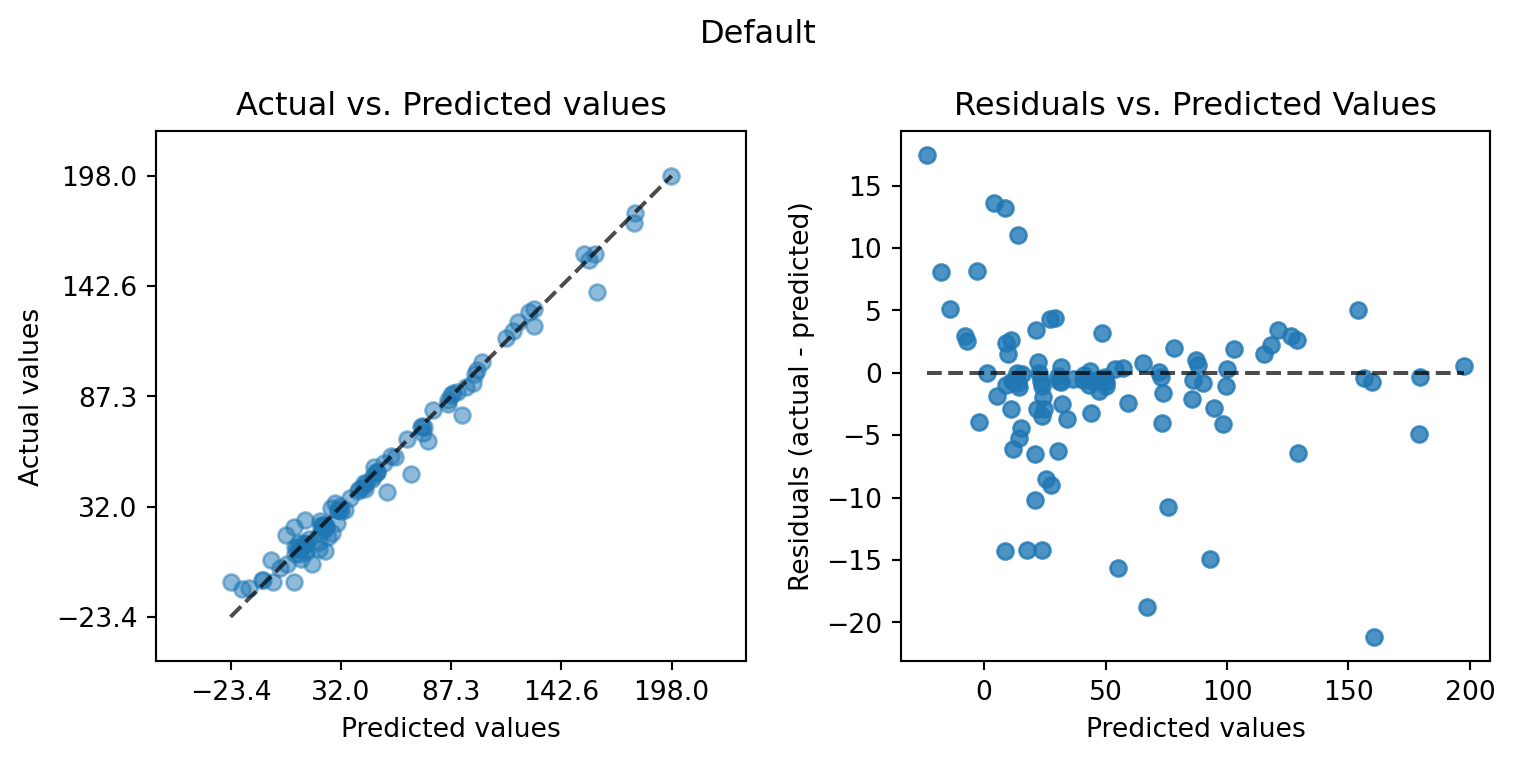 Default
Actual vs. Predicted values
Actual values
198.0
142.6
87.3
32.0
−23.4
−23.4 32.0 87.3 142.6 198.0
Predicted values
Residuals vs. Predicted Values
Residuals (actual - predicted)
15
10
5
0
−5
−10
−15
−20
0 50 100 150 200
Predicted values